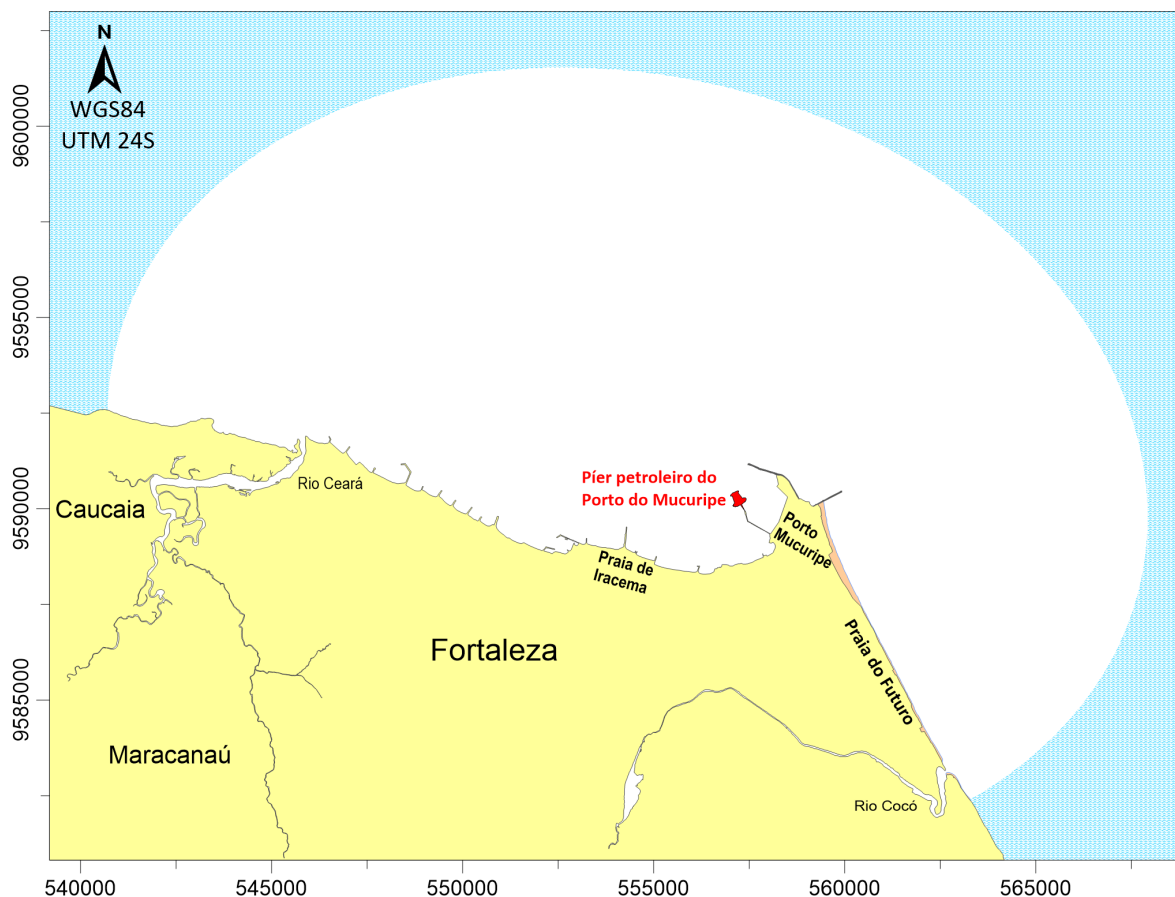 N
WGS84
UTM 24S
9600000
9595000
9590000
9585000
Píer petroleiro do
Porto do Mucuripe
Rio Ceará
Caucaia
Porto
Mucuripe
Praia de
Iracema
Fortaleza
Praia do Futuro
Maracanaú
Rio Cocó
540000
545000
550000
555000
560000
565000